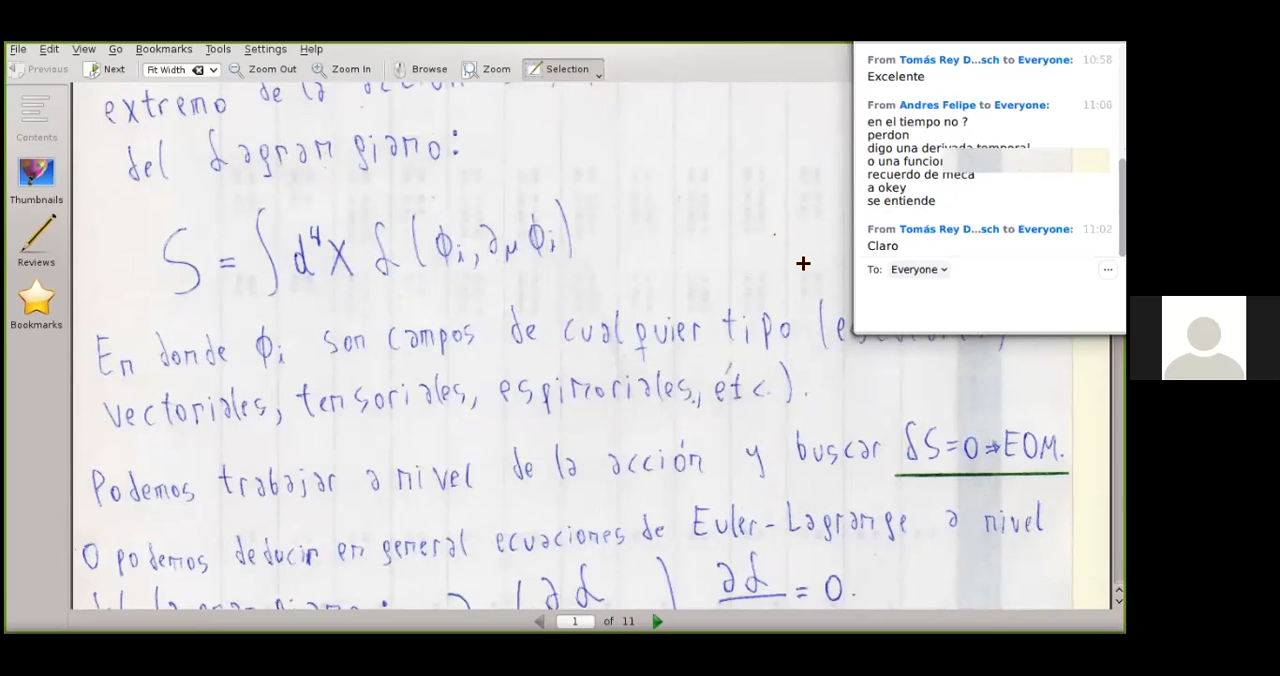 File Edit View Go Bookmarks Tools Settings Help
Previous Next Fit Width Zoom Out Zoom In Browse Zoom Selection
Contents
Thumbnails
Reviews
Bookmarks
extremo de la acción
del Lagrangiano:
S = ∫ d⁴x ℒ (ϕᵢ, ∂μ ϕᵢ)
En donde ϕᵢ son campos de cualquier tipo (
vectoriales, tensoriales, espinoriales, etc.).
Podemos trabajar a nivel de la acción y buscar δS=0⇒EOM.
O podemos deducir en general ecuaciones de Euler-Lagrange a nivel
∂ ( ∂ℒ ) ∂ℒ = 0.
1 of 11
From Tomás Rey D...sch to Everyone: 10:58
Excelente
From Andres Felipe to Everyone: 11:06
en el tiempo no ?
perdon
digo una derivada temporal
o una funcion
recuerdo de meca
a okey
se entiende
From Tomás Rey D...sch to Everyone: 11:02
Claro
To: Everyone